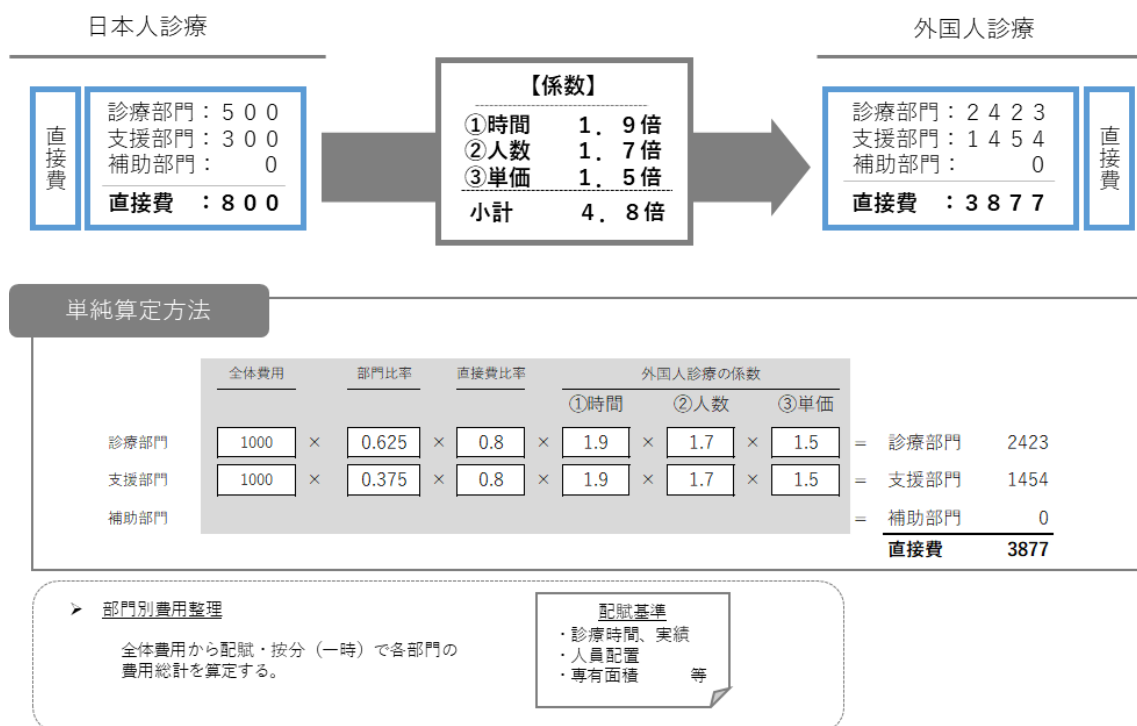 日本人診療
外国人診療
直接費
診療部門：５００
支援部門：３００
補助部門：　　０
直接費　：８００
【係数】
①時間　１．９倍
②人数　１．７倍
③単価　１．５倍
小計　４．８倍
診療部門：２４２３
支援部門：１４５４
補助部門：　　　０
直接費　：３８７７
直接費
単純算定方法
全体費用　部門比率　直接費比率　外国人診療の係数
①時間　②人数　③単価
診療部門　1000　×　0.625　×　0.8　×　1.9　×　1.7　×　1.5　=　診療部門　2423
支援部門　1000　×　0.375　×　0.8　×　1.9　×　1.7　×　1.5　=　支援部門　1454
補助部門　=　補助部門　0
直接費　3877
➢ 部門別費用整理
全体費用から配賦・按分（一時）で各部門の
費用総計を算定する。
配賦基準
・診療時間、実績
・人員配置
・専有面積　　等